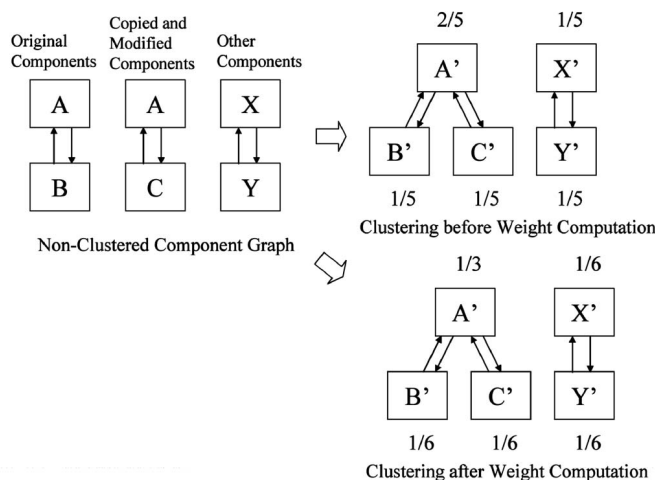 Original
Components
Copied and
Modified
Components
Other
Components
A
A
X
B
C
Y
Non-Clustered Component Graph
2/5
1/5
A’
X’
B’
C’
Y’
1/5
1/5
1/5
Clustering before Weight Computation
1/3
1/6
A’
X’
B’
C’
Y’
1/6
1/6
1/6
Clustering after Weight Computation